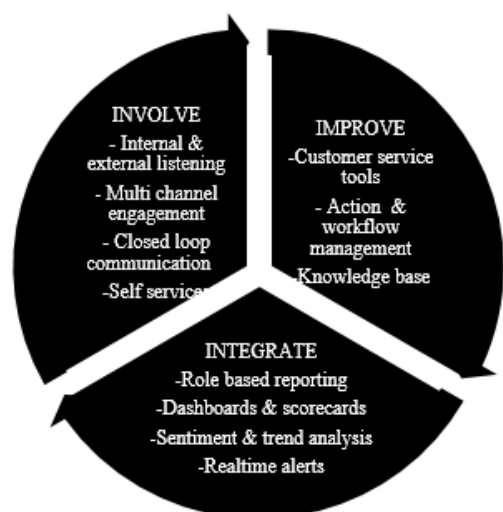 INVOLVE
- Internal &
external listening
- Multi channel
engagement
- Closed loop
communication
-Self services
IMPROVE
-Customer service
tools
- Action &
workflow
management
-Knowledge base
INTEGRATE
-Role based reporting
-Dashboards & scorecards
-Sentiment & trend analysis
-Realtime alerts